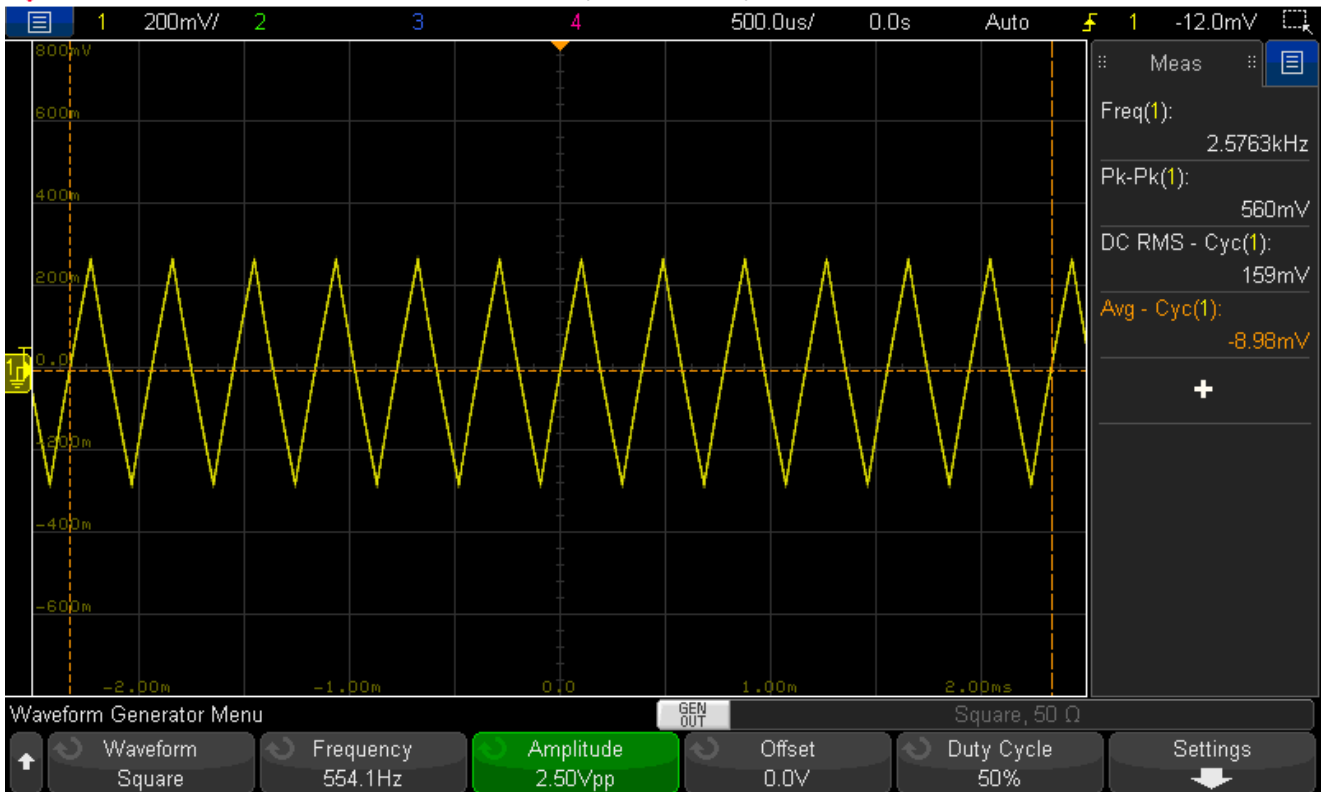 1 200mV/ 2 3 4 500.0us/ 0.0s Auto 1 -12.0mV
800mV
600m
400m
200m
0.0
-200m
-400m
-600m
-2.00m -1.00m 0.0 1.00m 2.00ms
Meas
Freq(1):
2.5763kHz
Pk-Pk(1):
560mV
DC RMS - Cyc(1):
159mV
Avg - Cyc(1):
-8.98mV
Waveform Generator Menu
GEN
OUT
Square, 50 Ω
Waveform
Square
Frequency
554.1Hz
Amplitude
2.50Vpp
Offset
0.0V
Duty Cycle
50%
Settings